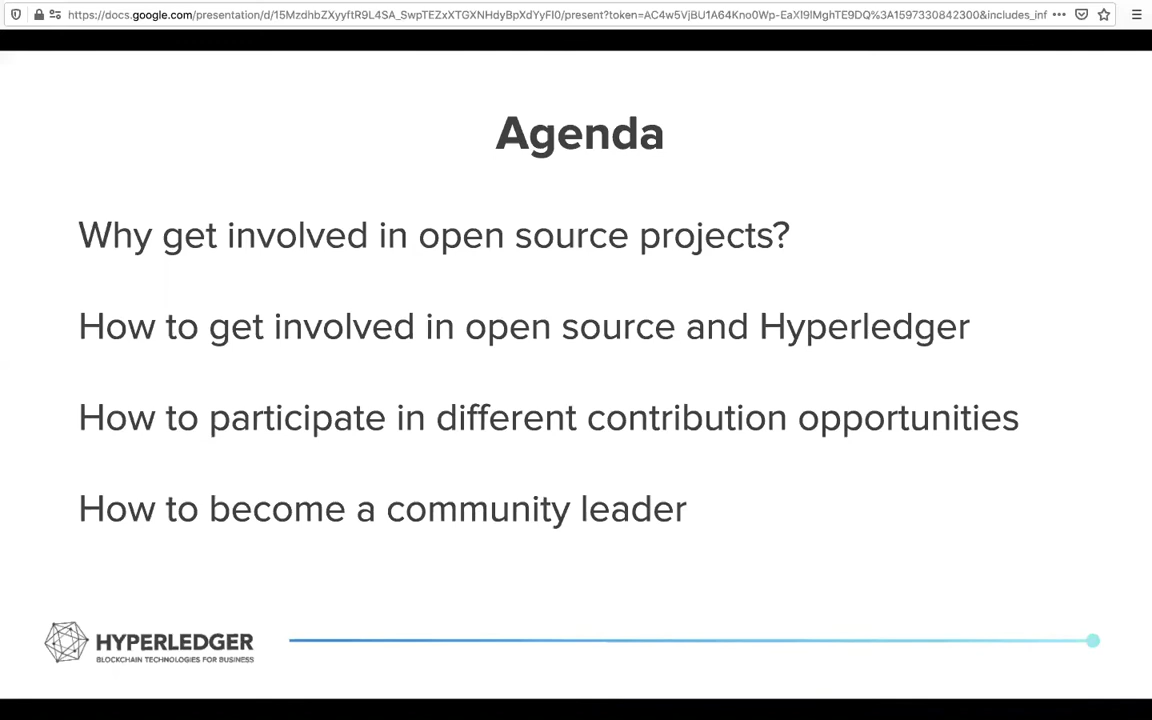 Agenda
Why get involved in open source projects?
How to get involved in open source and Hyperledger
How to participate in different contribution opportunities
How to become a community leader
HYPERLEDGER
BLOCKCHAIN TECHNOLOGIES FOR BUSINESS